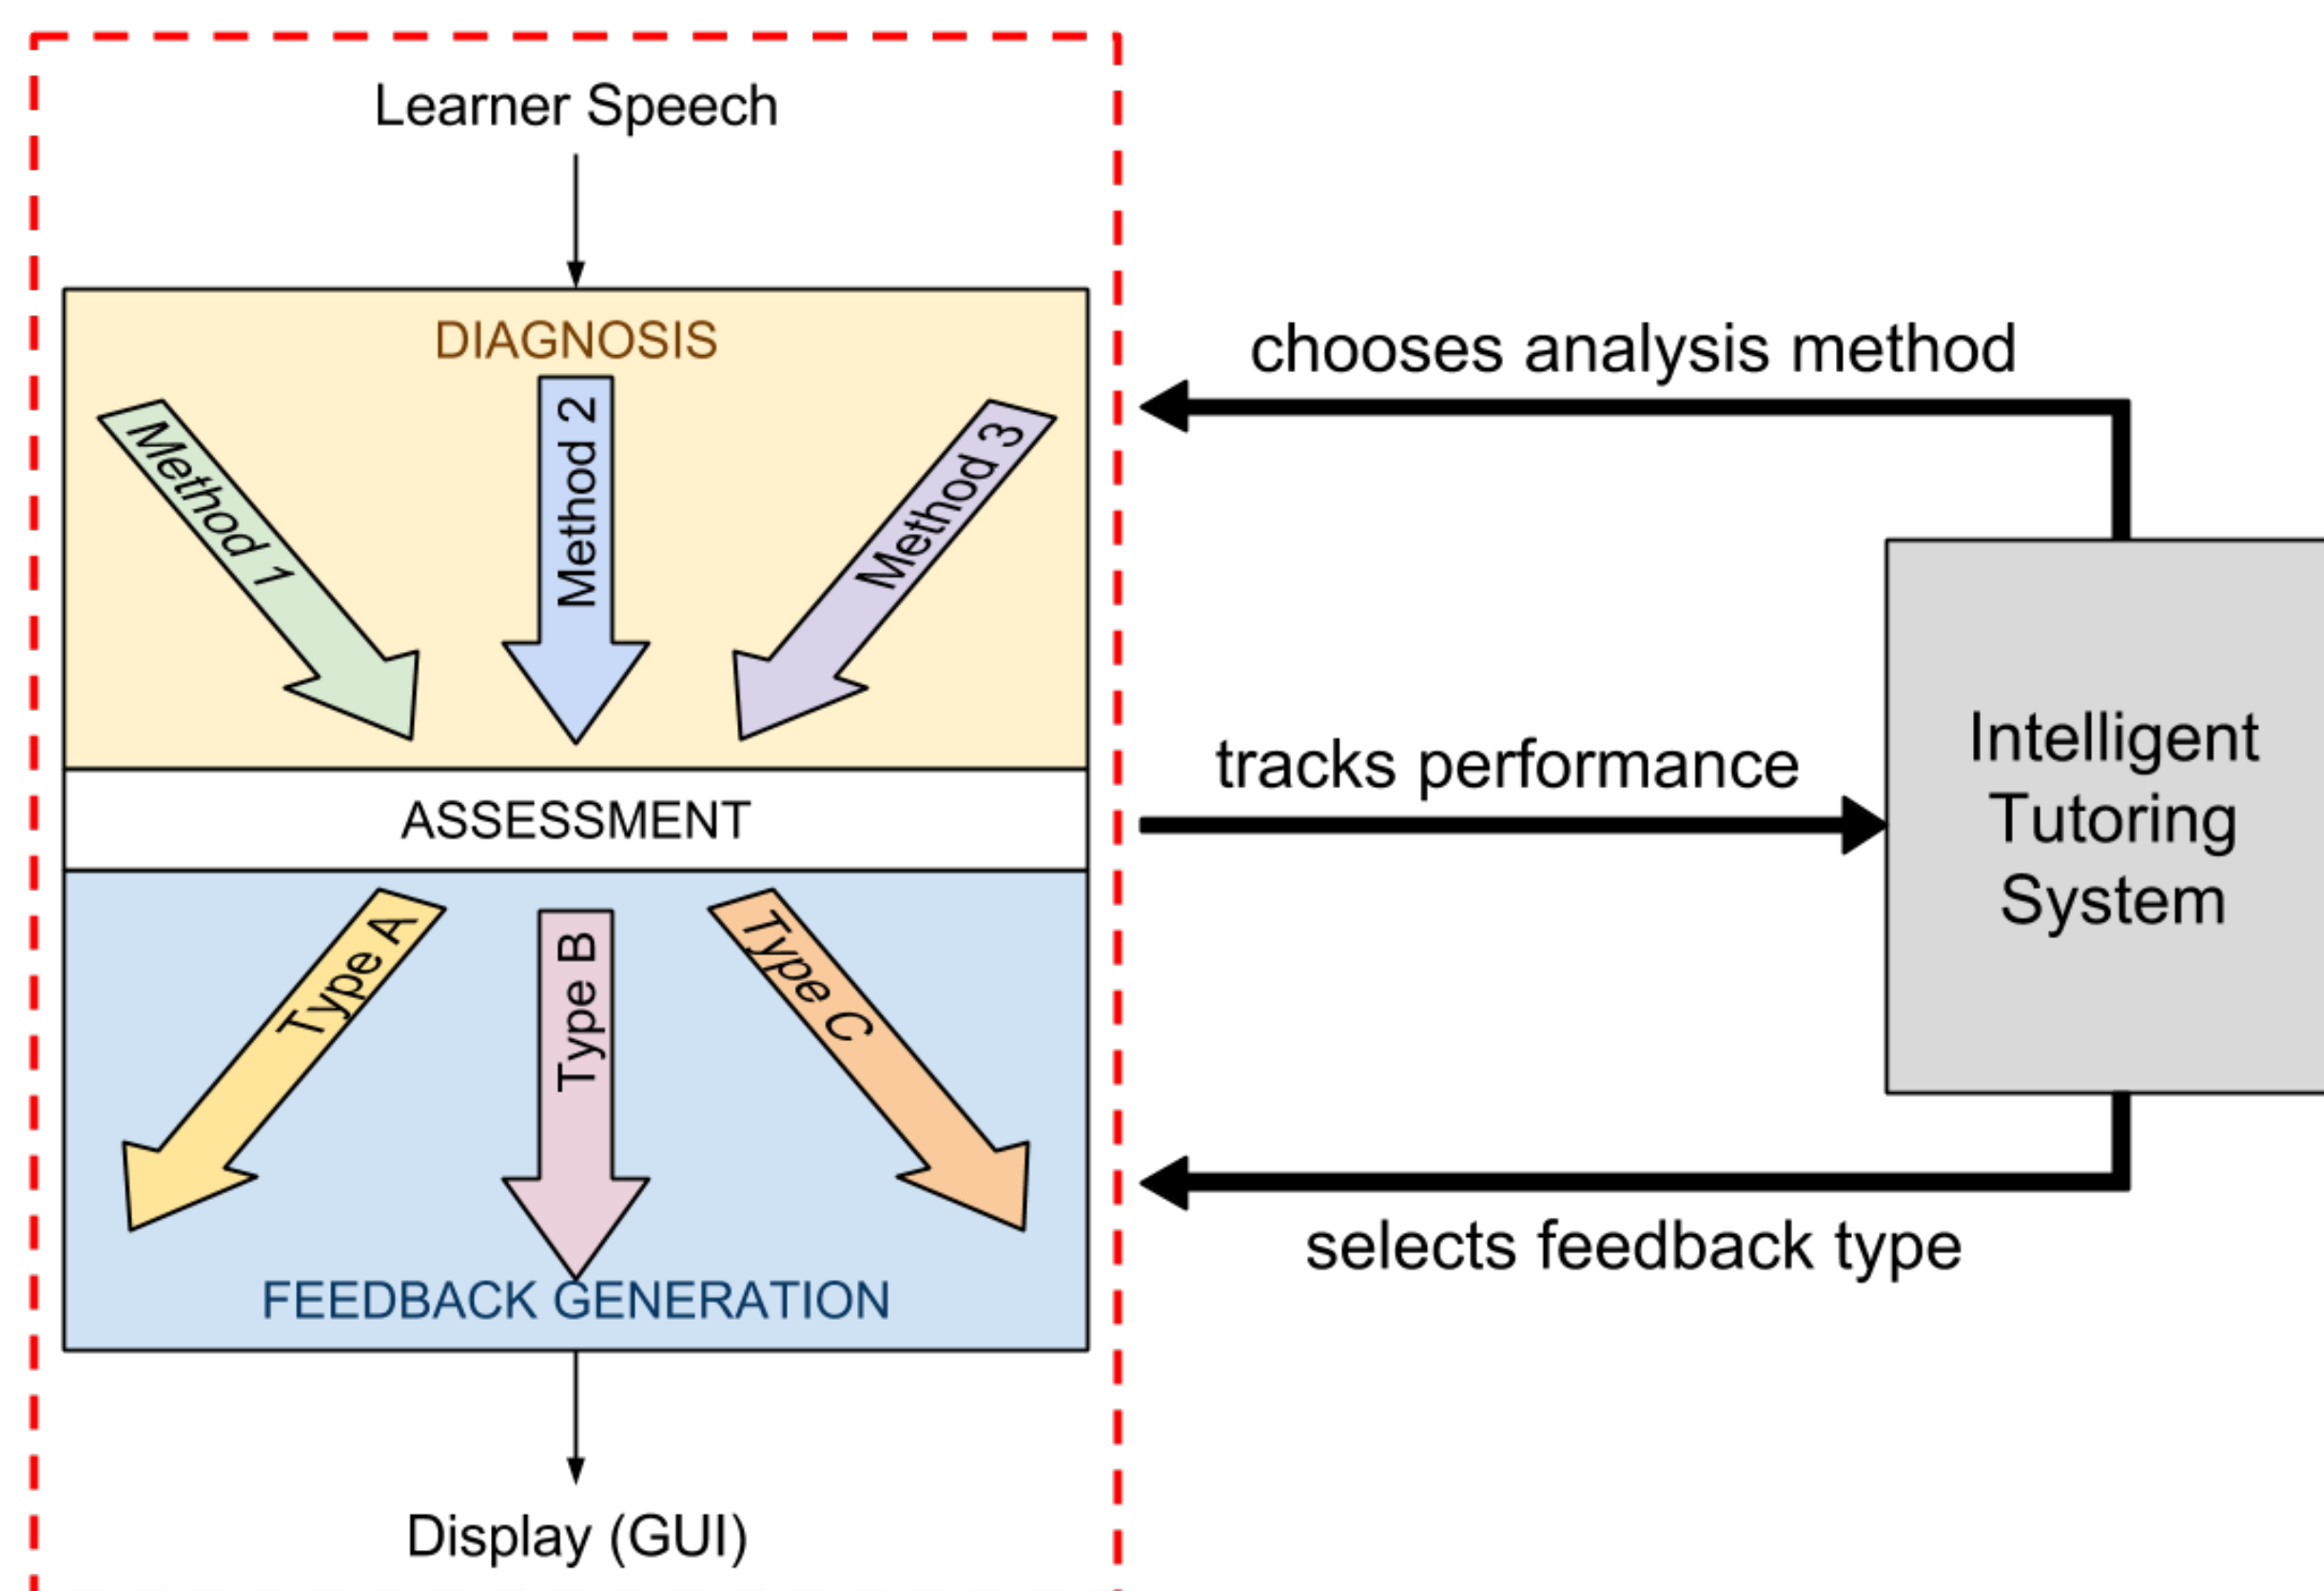 Learner Speech
DIAGNOSIS
Method 1
Method 2
Method 3
ASSESSMENT
Type A
Type B
Type C
FEEDBACK GENERATION
Display (GUI)
chooses analysis method
tracks performance
selects feedback type
Intelligent
Tutoring
System